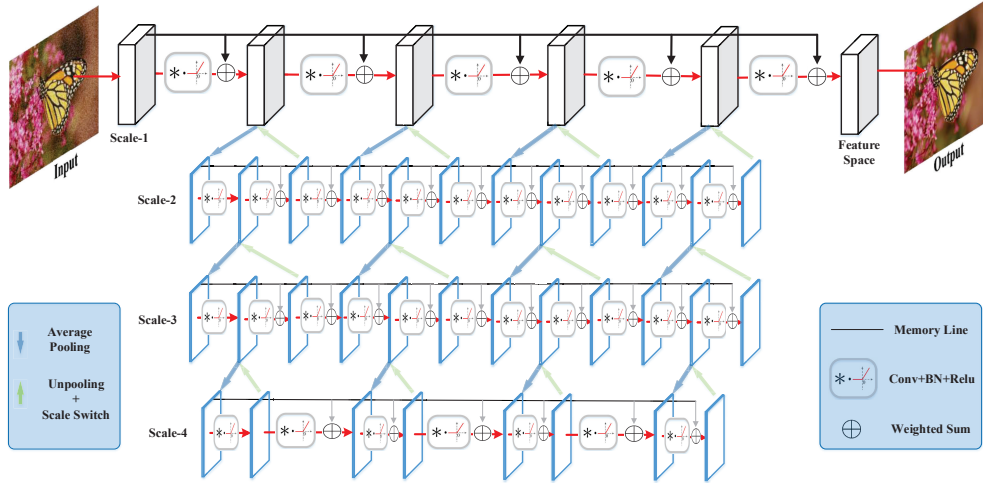 Input
Scale-1
Feature
Space
Output
Scale-2
Scale-3
Scale-4
Average
Pooling
Unpooling
+
Scale Switch
Memory Line
Conv+BN+Relu
Weighted Sum